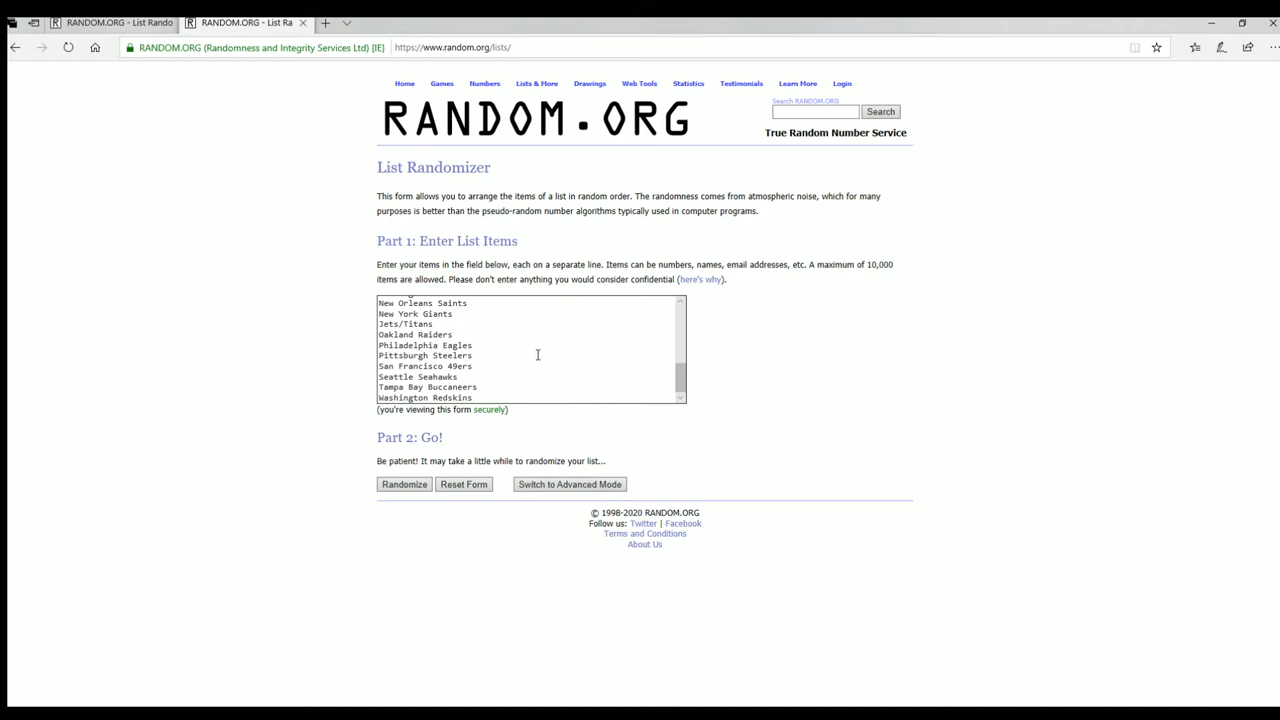 RANDOM.ORG - List Rando
RANDOM.ORG - List Ra
RANDOM.ORG (Randomness and Integrity Services Ltd) [IE]
https://www.random.org/lists/
Home Games Numbers Lists & More Drawings Web Tools Statistics Testimonials Learn More Login
RANDOM.ORG
Search RANDOM.ORG
Search
True Random Number Service
List Randomizer
This form allows you to arrange the items of a list in random order. The randomness comes from atmospheric noise, which for many
purposes is better than the pseudo-random number algorithms typically used in computer programs.
Part 1: Enter List Items
Enter your items in the field below, each on a separate line. Items can be numbers, names, email addresses, etc. A maximum of 10,000
items are allowed. Please don't enter anything you would consider confidential (here's why).
New Orleans Saints
New York Giants
Jets/Titans
Oakland Raiders
Philadelphia Eagles
Pittsburgh Steelers
San Francisco 49ers
Seattle Seahawks
Tampa Bay Buccaneers
Washington Redskins
(you're viewing this form securely)
Part 2: Go!
Be patient! It may take a little while to randomize your list...
Randomize Reset Form Switch to Advanced Mode
© 1998-2020 RANDOM.ORG
Follow us: Twitter | Facebook
Terms and Conditions
About Us